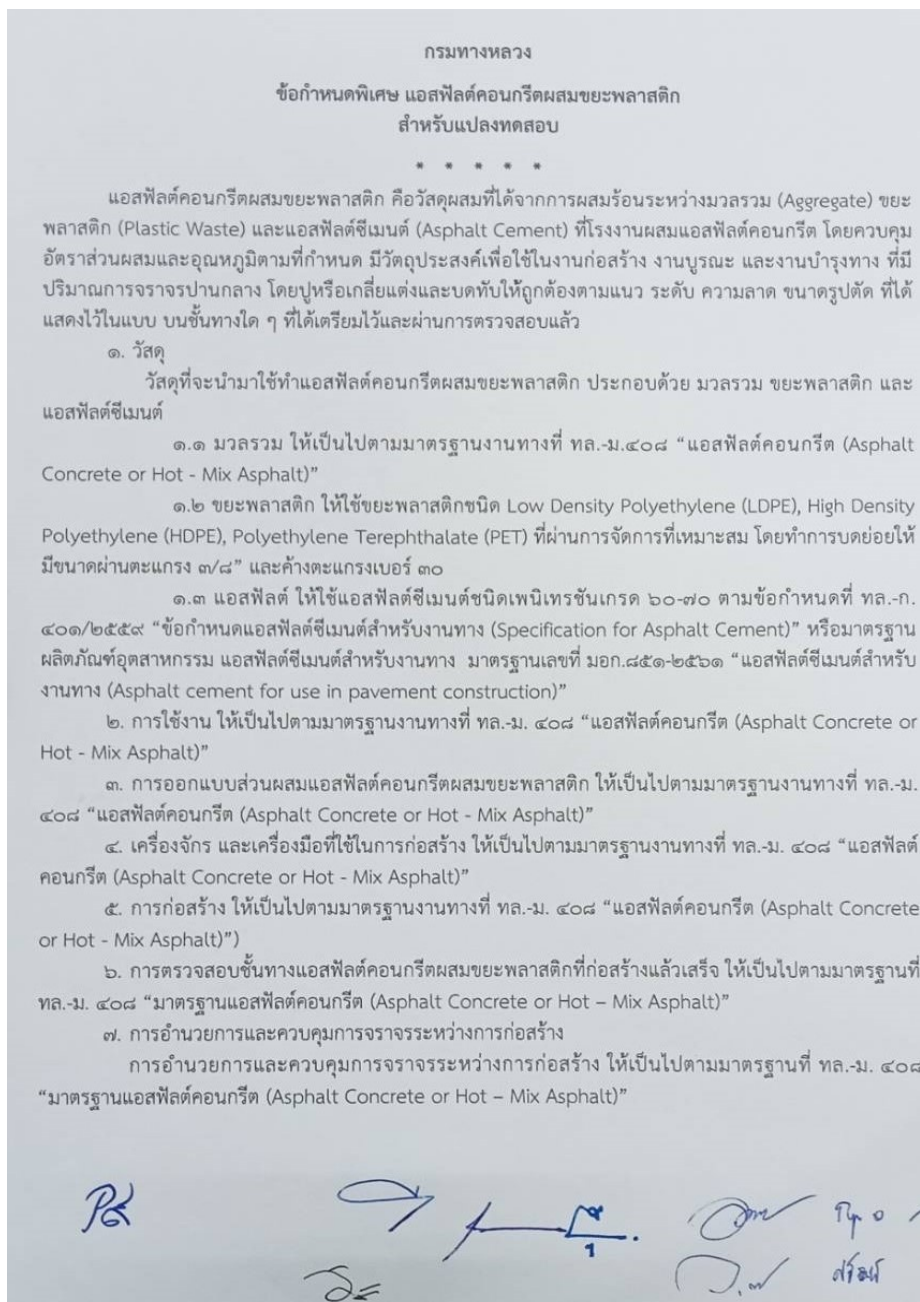 กรมทางหลวง
ข้อกำหนดพิเศษ แอสฟัลต์คอนกรีตผสมขยะพลาสติก
สำหรับแปลงทดสอบ
* * * * *
แอสฟัลต์คอนกรีตผสมขยะพลาสติก คือวัสดุผสมที่ได้จากการผสมร้อนระหว่างมวลรวม (Aggregate) ขยะ
พลาสติก (Plastic Waste) และแอสฟัลต์ซีเมนต์ (Asphalt Cement) ที่โรงงานผสมแอสฟัลต์คอนกรีต โดยควบคุม
อัตราส่วนผสมและอุณหภูมิตามที่กำหนด มีวัตถุประสงค์เพื่อใช้ในงานก่อสร้าง งานบูรณะ และงานบำรุงทาง ที่มี
ปริมาณการจราจรปานกลาง โดยปูหรือเกลี่ยแต่งและบดทับให้ถูกต้องตามแนว ระดับ ความลาด ขนาดรูปตัด ที่ได้
แสดงไว้ในแบบ บนชั้นทางใด ๆ ที่ได้เตรียมไว้และผ่านการตรวจสอบแล้ว
๑. วัสดุ
วัสดุที่จะนำมาใช้ทำแอสฟัลต์คอนกรีตผสมขยะพลาสติก ประกอบด้วย มวลรวม ขยะพลาสติก และ
แอสฟัลต์ซีเมนต์
๑.๑ มวลรวม ให้เป็นไปตามมาตรฐานงานทางที่ ทล.-ม.๔๐๘ “แอสฟัลต์คอนกรีต (Asphalt
Concrete or Hot - Mix Asphalt)”
๑.๒ ขยะพลาสติก ให้ใช้ขยะพลาสติกชนิด Low Density Polyethylene (LDPE), High Density
Polyethylene (HDPE), Polyethylene Terephthalate (PET) ที่ผ่านการจัดการที่เหมาะสม โดยทำการบดย่อยให้
มีขนาดผ่านตะแกรง ๓/๘” และค้างตะแกรงเบอร์ ๓๐
๑.๓ แอสฟัลต์ ให้ใช้แอสฟัลต์ซีเมนต์ชนิดเพนิเทรชันเกรด ๖๐-๗๐ ตามข้อกำหนดที่ ทล.-ก.
๔๐๑/๒๕๕๙ “ข้อกำหนดแอสฟัลต์ซีเมนต์สำหรับงานทาง (Specification for Asphalt Cement)” หรือมาตรฐาน
ผลิตภัณฑ์อุตสาหกรรม แอสฟัลต์ซีเมนต์สำหรับงานทาง มาตรฐานเลขที่ มอก.๘๕๑-๒๕๖๑ “แอสฟัลต์ซีเมนต์สำหรับ
งานทาง (Asphalt cement for use in pavement construction)”
๒. การใช้งาน ให้เป็นไปตามมาตรฐานงานทางที่ ทล.-ม. ๔๐๘ “แอสฟัลต์คอนกรีต (Asphalt Concrete or
Hot - Mix Asphalt)”
๓. การออกแบบส่วนผสมแอสฟัลต์คอนกรีตผสมขยะพลาสติก ให้เป็นไปตามมาตรฐานงานทางที่ ทล.-ม.
๔๐๘ “แอสฟัลต์คอนกรีต (Asphalt Concrete or Hot - Mix Asphalt)”
๔. เครื่องจักร และเครื่องมือที่ใช้ในการก่อสร้าง ให้เป็นไปตามมาตรฐานงานทางที่ ทล.-ม. ๔๐๘ “แอสฟัลต์
คอนกรีต (Asphalt Concrete or Hot - Mix Asphalt)”
๕. การก่อสร้าง ให้เป็นไปตามมาตรฐานงานทางที่ ทล.-ม. ๔๐๘ “แอสฟัลต์คอนกรีต (Asphalt Concrete
or Hot - Mix Asphalt)”)
๖. การตรวจสอบชั้นทางแอสฟัลต์คอนกรีตผสมขยะพลาสติกที่ก่อสร้างแล้วเสร็จ ให้เป็นไปตามมาตรฐานที่
ทล.-ม. ๔๐๘ “มาตรฐานแอสฟัลต์คอนกรีต (Asphalt Concrete or Hot – Mix Asphalt)”
๗. การอำนวยการและควบคุมการจราจรระหว่างการก่อสร้าง
การอำนวยการและควบคุมการจราจรระหว่างการก่อสร้าง ให้เป็นไปตามมาตรฐานที่ ทล.-ม. ๔๐๘
“มาตรฐานแอสฟัลต์คอนกรีต (Asphalt Concrete or Hot – Mix Asphalt)”